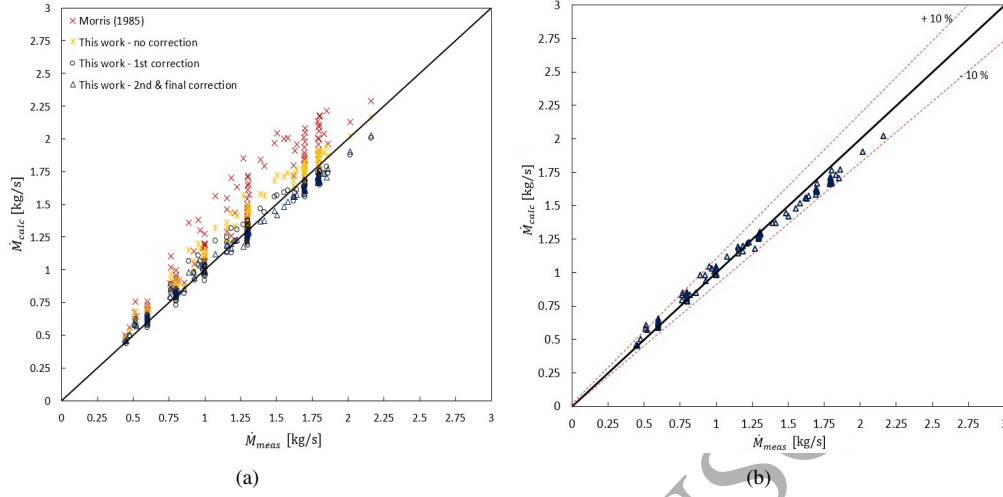 3
2.75
2.5
2.25
2
1.75
1.5
1.25
1
0.75
0.5
0.25
0
Ṁcalc [kg/s]
× Morris (1985)
This work - no correction
This work - 1st correction
This work - 2nd & final correction
0 0.25 0.5 0.75 1 1.25 1.5 1.75 2 2.25 2.5 2.75 3
Ṁmeas [kg/s]
(a)
3
2.75
2.5
2.25
2
1.75
1.5
1.25
1
0.75
0.5
0.25
0
Ṁcalc [kg/s]
+ 10 %
- 10 %
0 0.25 0.5 0.75 1 1.25 1.5 1.75 2 2.25 2.5 2.75 3
Ṁmeas [kg/s]
(b)